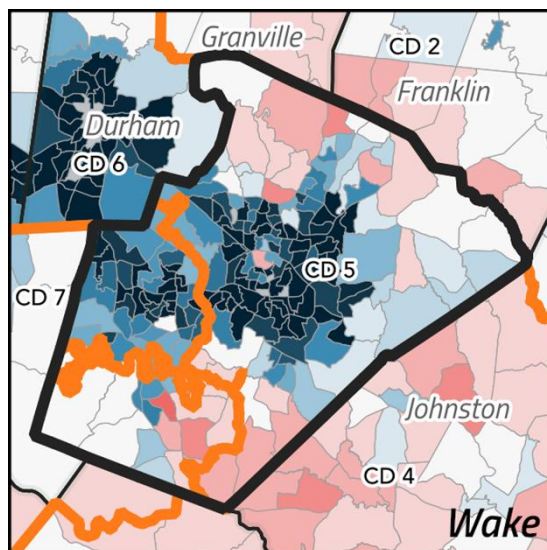 Granville
CD 2
Franklin
Durham
CD 6
CD 5
CD 7
Johnston
CD 4
Wake